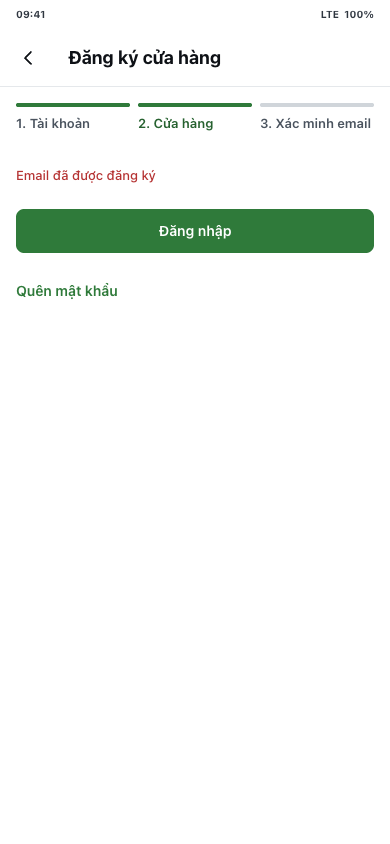 09:41
LTE 100%
Đăng ký cửa hàng
1. Tài khoản
2. Cửa hàng
3. Xác minh email
Email đã được đăng ký
Đăng nhập
Quên mật khẩu